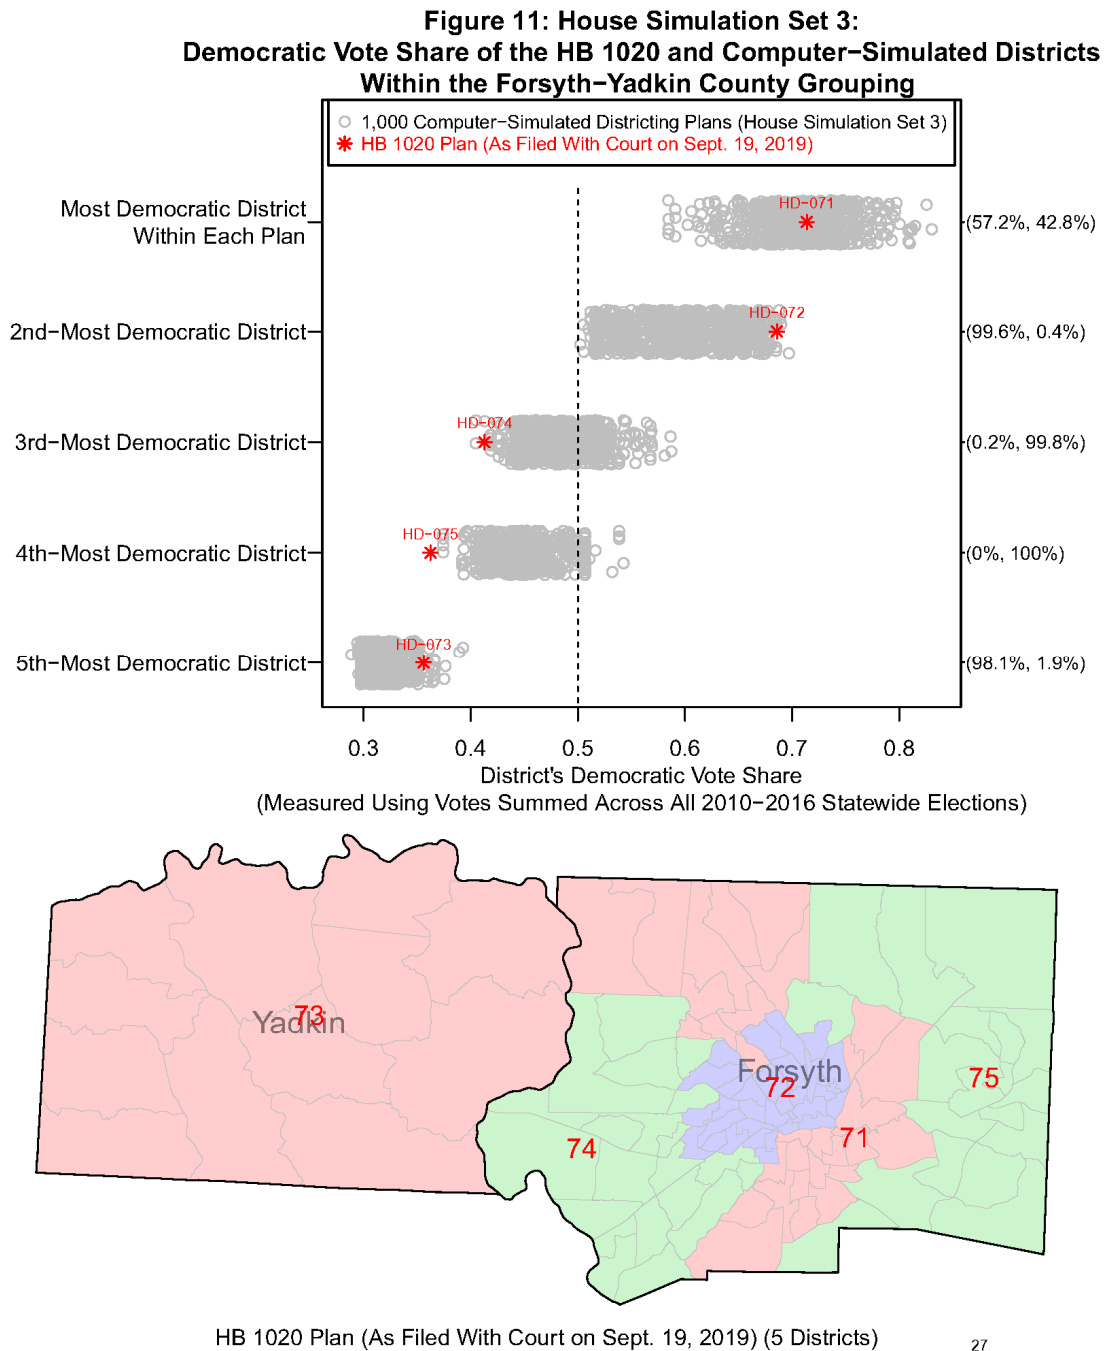 Figure 11: House Simulation Set 3:
Democratic Vote Share of the HB 1020 and Computer−Simulated Districts
Within the Forsyth−Yadkin County Grouping
1,000 Computer−Simulated Districting Plans (House Simulation Set 3)
HB 1020 Plan (As Filed With Court on Sept. 19, 2019)
Most Democratic District
Within Each Plan
HD−071
(57.2%, 42.8%)
2nd−Most Democratic District
HD−072
(99.6%, 0.4%)
3rd−Most Democratic District
HD−074
(0.2%, 99.8%)
4th−Most Democratic District
HD−075
(0%, 100%)
5th−Most Democratic District
HD−073
(98.1%, 1.9%)
0.3 0.4 0.5 0.6 0.7 0.8
District's Democratic Vote Share
(Measured Using Votes Summed Across All 2010−2016 Statewide Elections)
Yadkin
73
Forsyth
72
75
74
71
HB 1020 Plan (As Filed With Court on Sept. 19, 2019) (5 Districts)
27